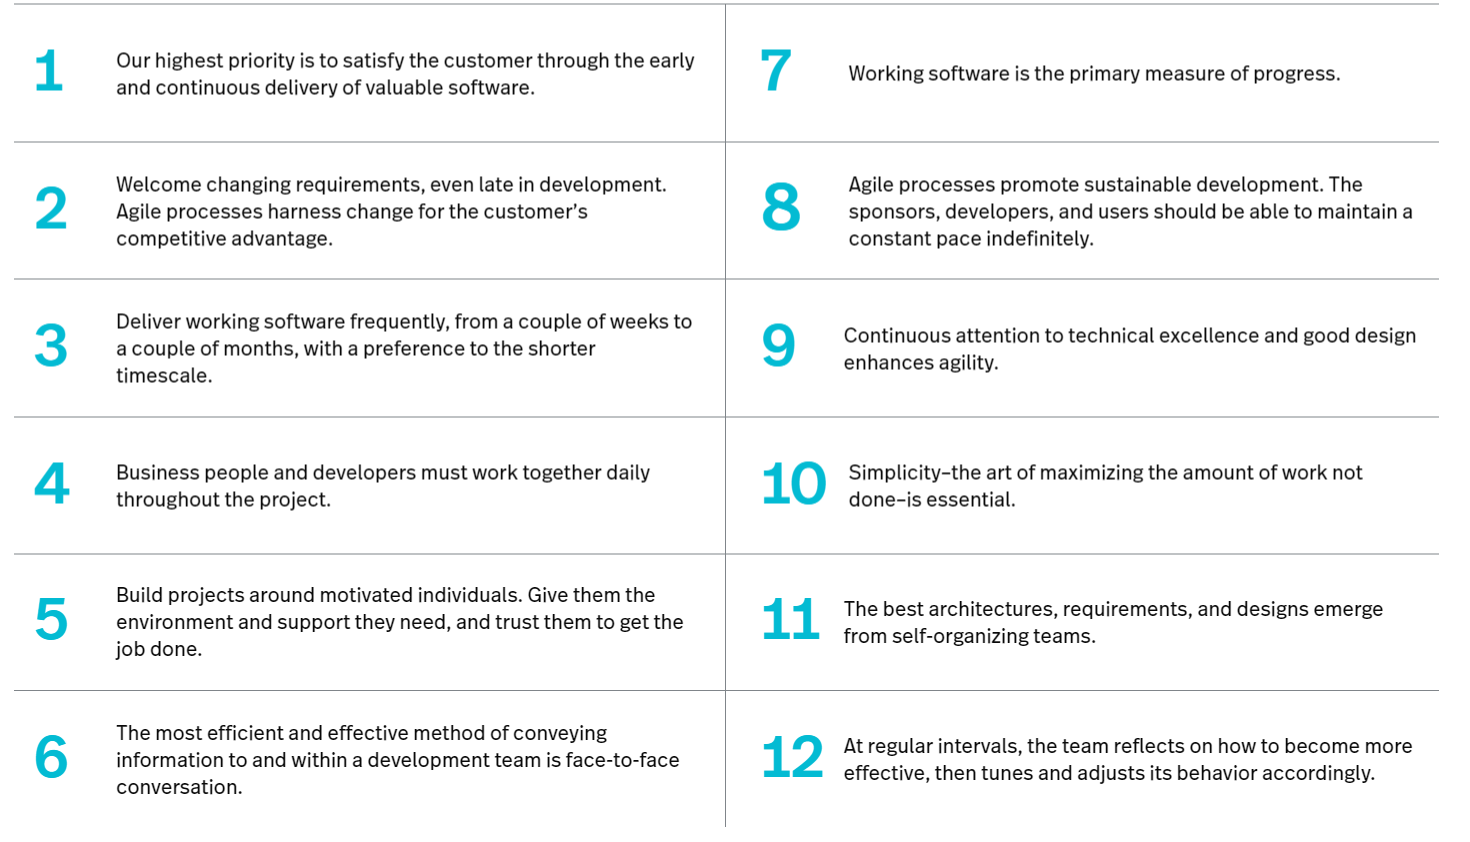 1
Our highest priority is to satisfy the customer through the early
and continuous delivery of valuable software.
2
Welcome changing requirements, even late in development.
Agile processes harness change for the customer’s
competitive advantage.
3
Deliver working software frequently, from a couple of weeks to
a couple of months, with a preference to the shorter
timescale.
4
Business people and developers must work together daily
throughout the project.
5
Build projects around motivated individuals. Give them the
environment and support they need, and trust them to get the
job done.
6
The most efficient and effective method of conveying
information to and within a development team is face-to-face
conversation.
7
Working software is the primary measure of progress.
8
Agile processes promote sustainable development. The
sponsors, developers, and users should be able to maintain a
constant pace indefinitely.
9
Continuous attention to technical excellence and good design
enhances agility.
10
Simplicity–the art of maximizing the amount of work not
done–is essential.
11
The best architectures, requirements, and designs emerge
from self-organizing teams.
12
At regular intervals, the team reflects on how to become more
effective, then tunes and adjusts its behavior accordingly.